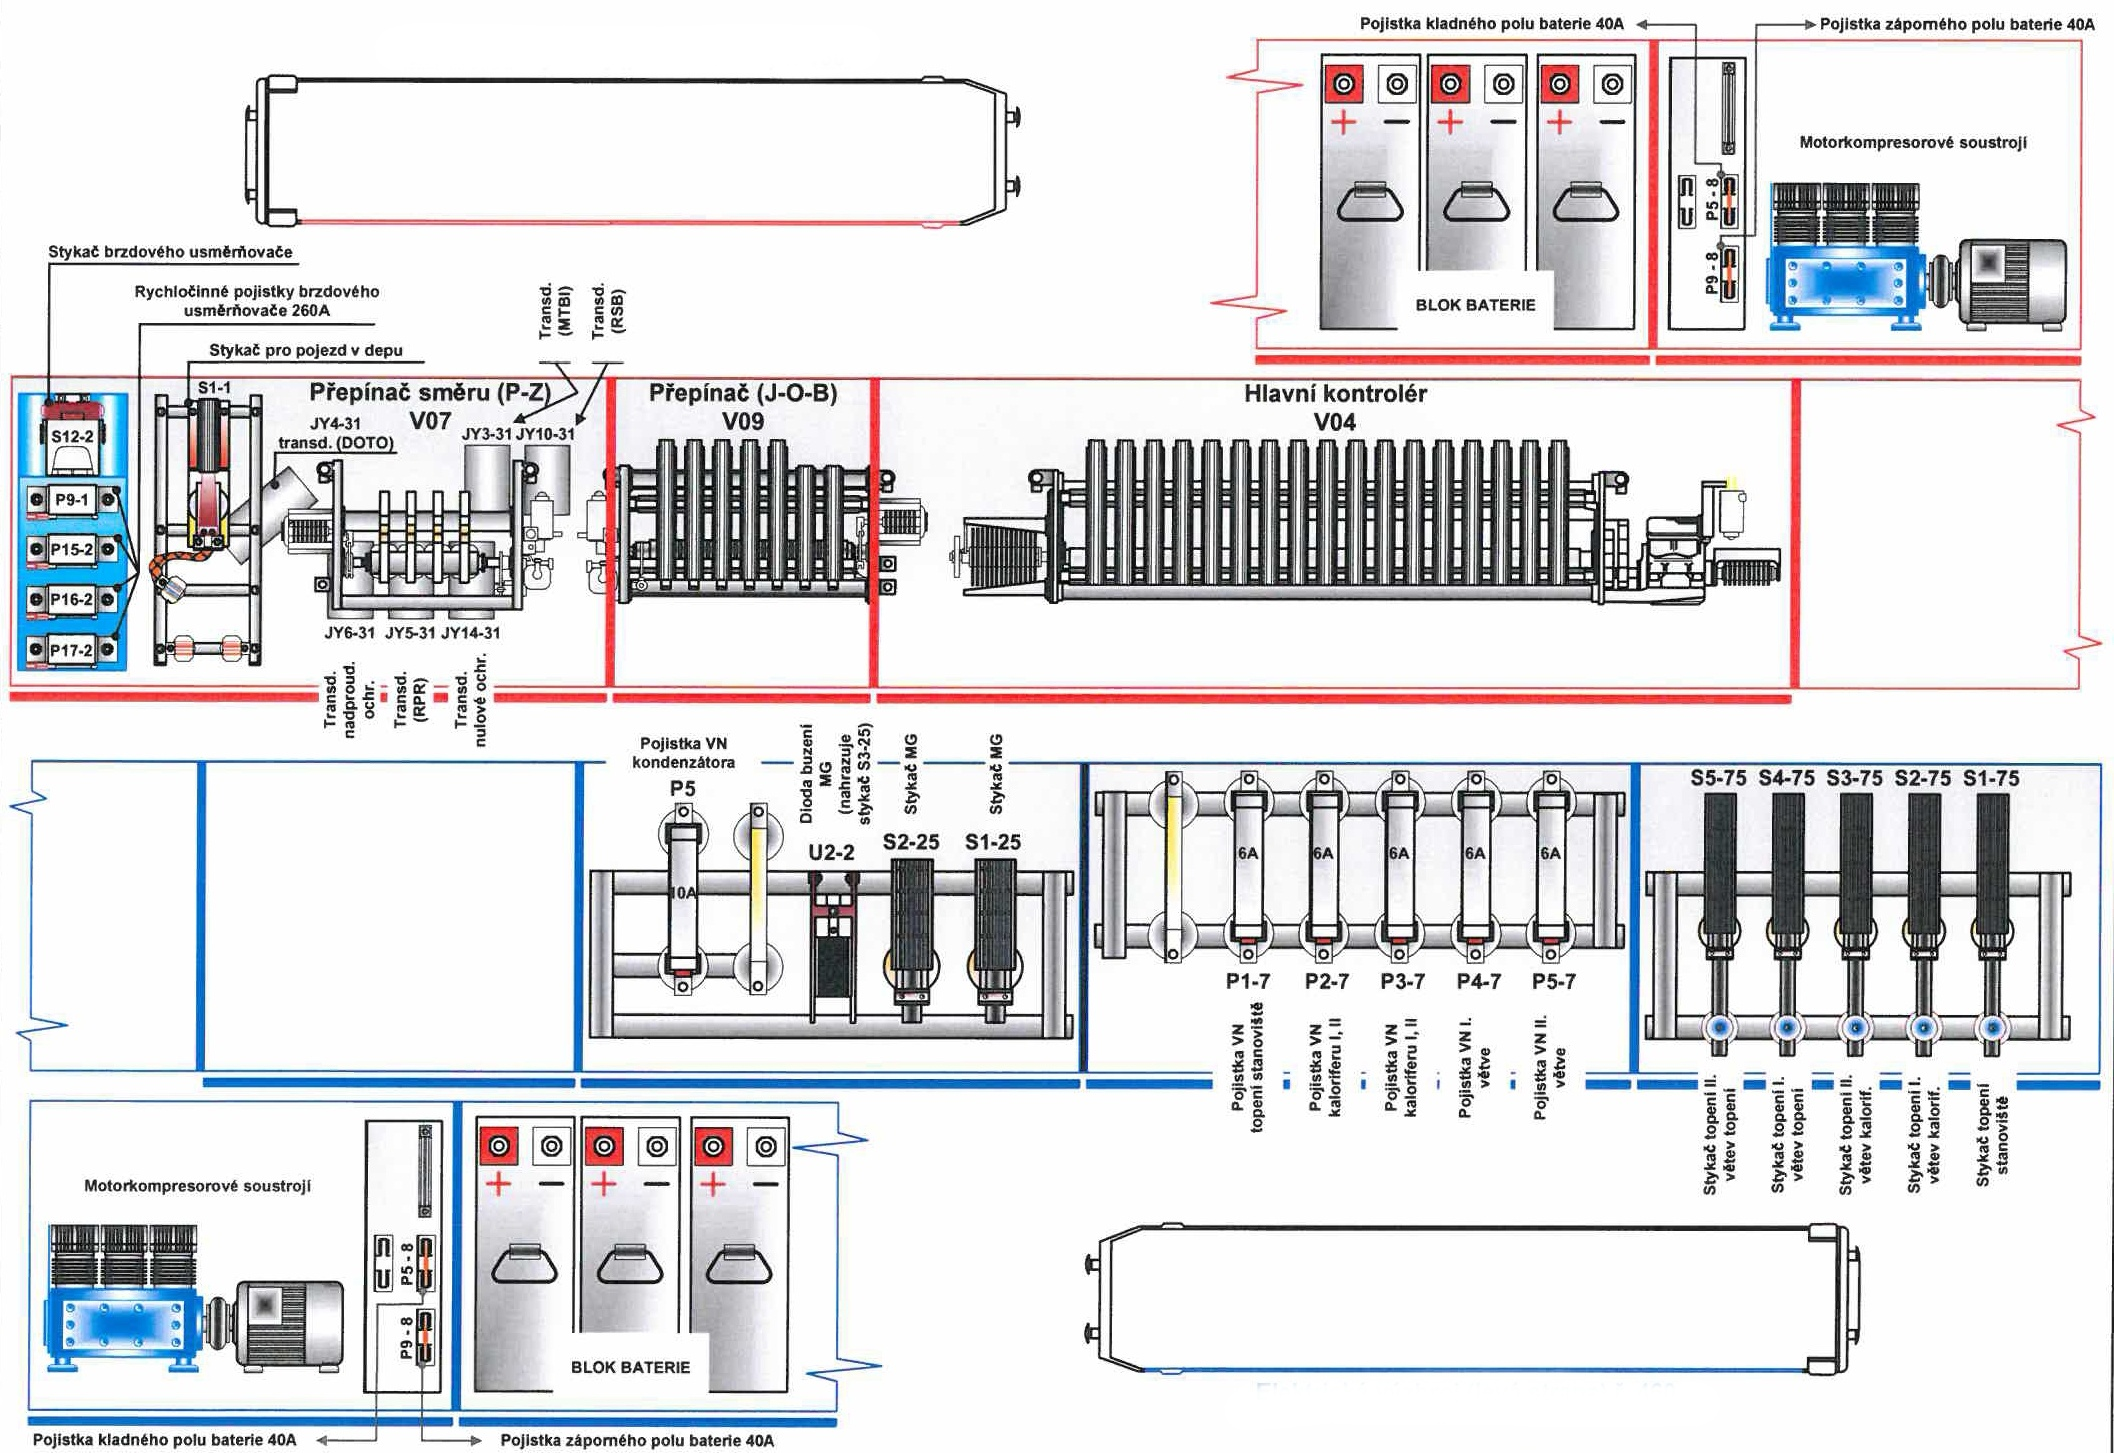 Pojistka kladného polu baterie 40A
Pojistka záporného polu baterie 40A
+ −
+ −
+ −
P5 - 8
P9 - 8
Motorkompresorové soustrojí
BLOK BATERIE
Stykač brzdového usměrňovače
Rychločinné pojistky brzdového
usměrňovače 260A
Stykač pro pojezd v depu
Transd.
(MTBI)
Transd.
(RSB)
S1-1
Přepínač směru (P-Z)
V07
JY4-31
transd. (DOTO)
JY3-31
JY10-31
Přepínač (J-O-B)
V09
Hlavní kontrolér
V04
S12-2
P9-1
P15-2
P16-2
P17-2
JY6-31
JY5-31
JY14-31
Transd.
nadproud.
ochr.
Transd.
(RPR)
Transd.
nulové ochr.
Pojistka VN
kondenzátora
P5
10A
Dioda buzení
MG
(nahrazuje
stykač S3-25)
U2-2
Stykač MG
S2-25
Stykač MG
S1-25
6A
6A
6A
6A
6A
P1-7
P2-7
P3-7
P4-7
P5-7
Pojistka VN
topení stanoviště
Pojistka VN
kaloriferu I, II
Pojistka VN
kaloriferu I, II
Pojistka VN I.
větve
Pojistka VN II.
větve
S5-75
S4-75
S3-75
S2-75
S1-75
Stykač topení II.
větev topení
Stykač topení I.
větev topení
Stykač topení II.
větev kalorif.
Stykač topení I.
větev kalorif.
Stykač topení
stanoviště
Motorkompresorové soustrojí
P5 - 8
P9 - 8
+ −
+ −
+ −
BLOK BATERIE
Pojistka kladného polu baterie 40A
Pojistka záporného polu baterie 40A